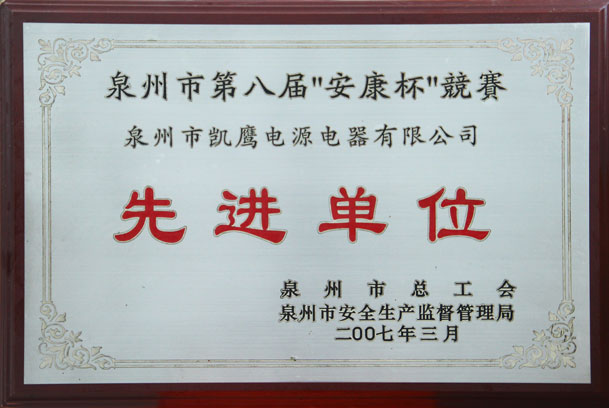 泉州市第八届"安康杯"競賽
泉州市凯鹰电源电器有限公司
先进单位
泉州市总工会
泉州市安全生产监督管理局
二00七年三月